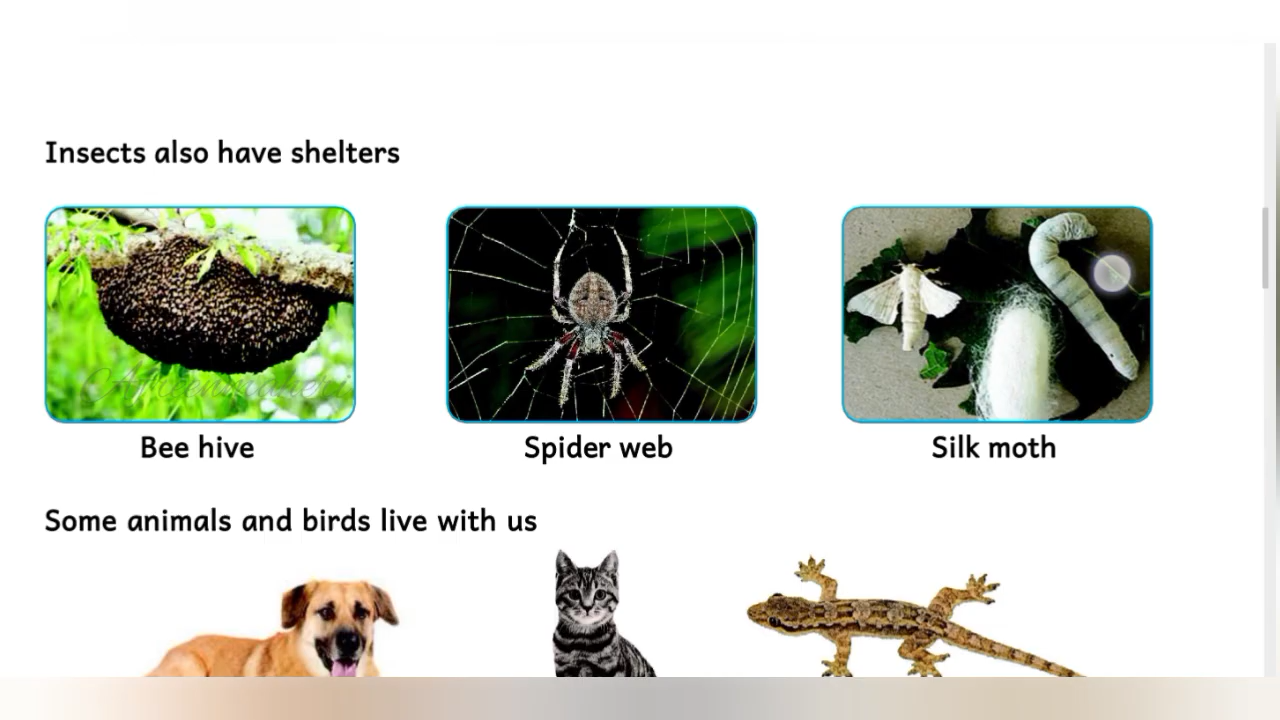 Insects also have shelters
Bee hive
Spider web
Silk moth
Some animals and birds live with us